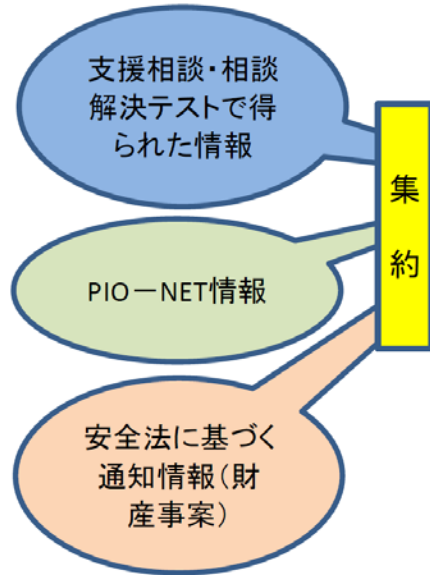 支援相談・相談
解決テストで得
られた情報
PIO－NET情報
安全法に基づく
通知情報（財
産事案）
集
約